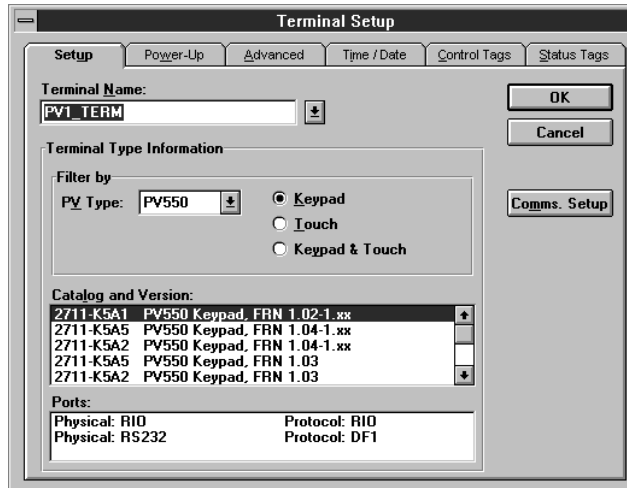 Terminal Setup
Setup Power-Up Advanced Time / Date Control Tags Status Tags
Terminal Name:
PV1_TERM
OK
Cancel
Terminal Type Information
Filter by
PV Type: PV550
Keypad
Touch
Keypad & Touch
Comms. Setup
Catalog and Version:
2711-K5A1 PV550 Keypad, FRN 1.02-1.xx
2711-K5A5 PV550 Keypad, FRN 1.04-1.xx
2711-K5A2 PV550 Keypad, FRN 1.04-1.xx
2711-K5A5 PV550 Keypad, FRN 1.03
2711-K5A2 PV550 Keypad, FRN 1.03
Ports:
Physical: RIO Protocol: RIO
Physical: RS232 Protocol: DF1